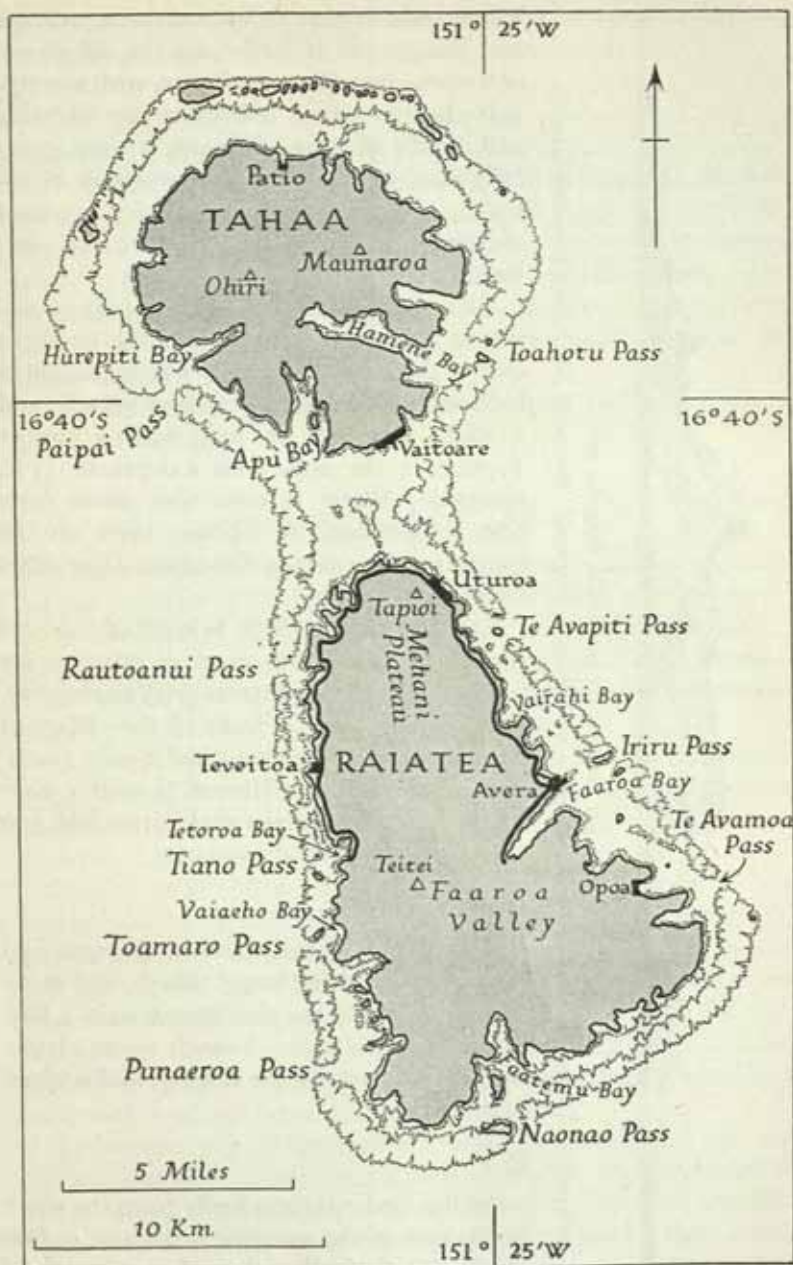 151° 25'W
Patio
TAHAA
Maunaroa
Ohiri
Hurepiti Bay
Hamene Bay
Toahotu Pass
16°40'S
16°40'S
Paipai Pass
Apu Bay
Vaitoare
Uturoa
Tapioi
Te Avapiti Pass
Mehani
Plateau
Rautoanui Pass
Vairahi Bay
Iriru Pass
Tevaitoa
RAIATEA
Avera
Faaroa Bay
Te Avamoa
Pass
Tetoroa Bay
Tiano Pass
Teitei
Faaroa
Valley
Opoa
Vaiaeho Bay
Toamaro Pass
Punaeroa Pass
Faatemu Bay
Naonao Pass
5 Miles
10 Km.
151° 25'W